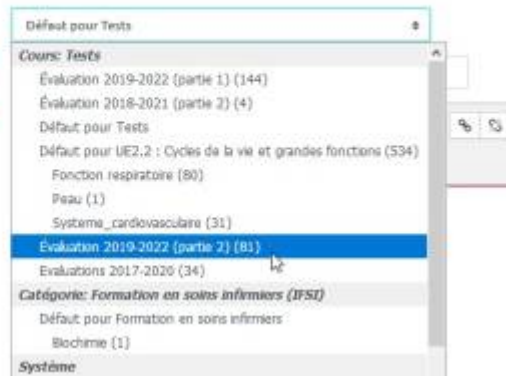 Défaut pour Tests
Cours: Tests
Évaluation 2019-2022 (partie 1) (144)
Évaluation 2018-2021 (partie 2) (4)
Défaut pour Tests
Défaut pour UE2.2 : Cycles de la vie et grandes fonctions (534)
Fonction respiratoire (80)
Peau (1)
Systeme_cardiovasculaire (31)
Évaluation 2019-2022 (partie 2) (81)
Evaluations 2017-2020 (34)
Catégorie: Formation en soins infirmiers (IFSI)
Défaut pour Formation en soins infirmiers
Biochimie (1)
Système